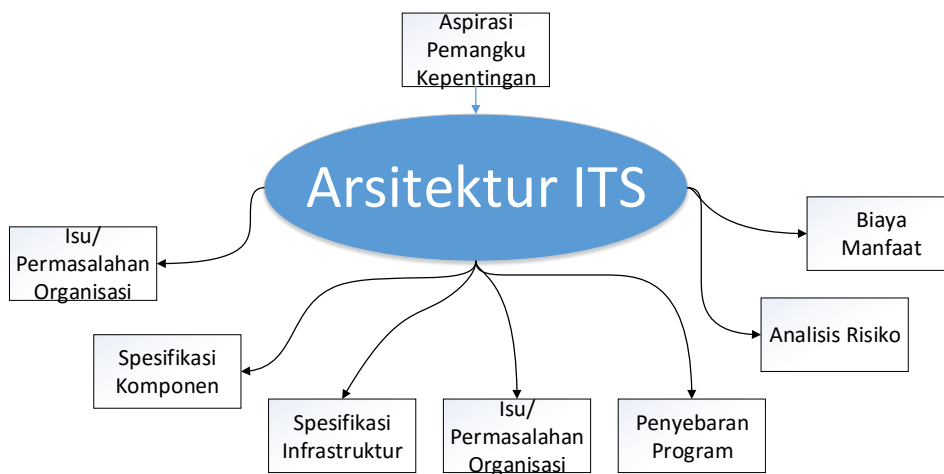 Aspirasi
Pemangku
Kepentingan
Arsitektur ITS
Isu/
Permasalahan
Organisasi
Spesifikasi
Komponen
Spesifikasi
Infrastruktur
Isu/
Permasalahan
Organisasi
Penyebaran
Program
Analisis Risiko
Biaya
Manfaat